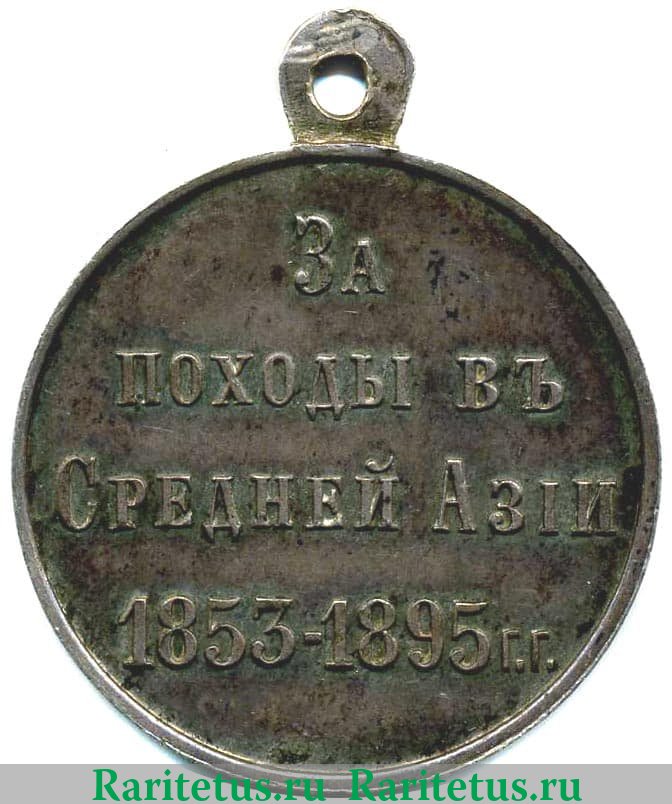 За
походы въ
Средней Азіи
1853-1895 г.г.
Raritetus.ru Raritetus.ru